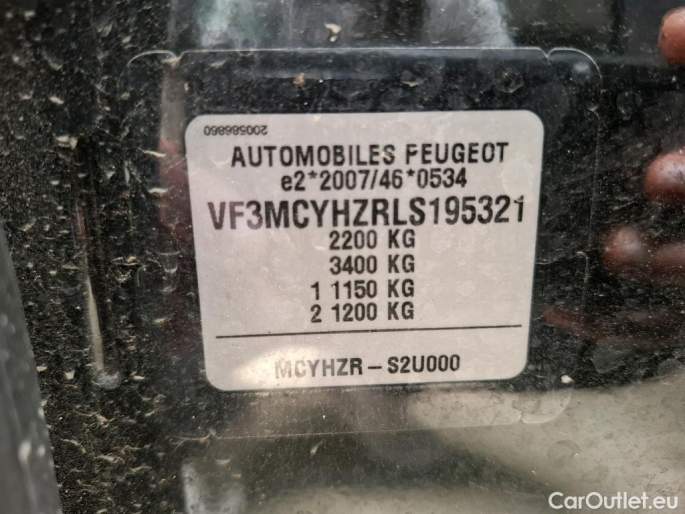 200586860
AUTOMOBILES PEUGEOT
e2*2007/46*0534
VF3MCYHZRLS195321
2200 KG
3400 KG
1 1150 KG
2 1200 KG
MCYHZR – S2U000
CarOutlet.eu